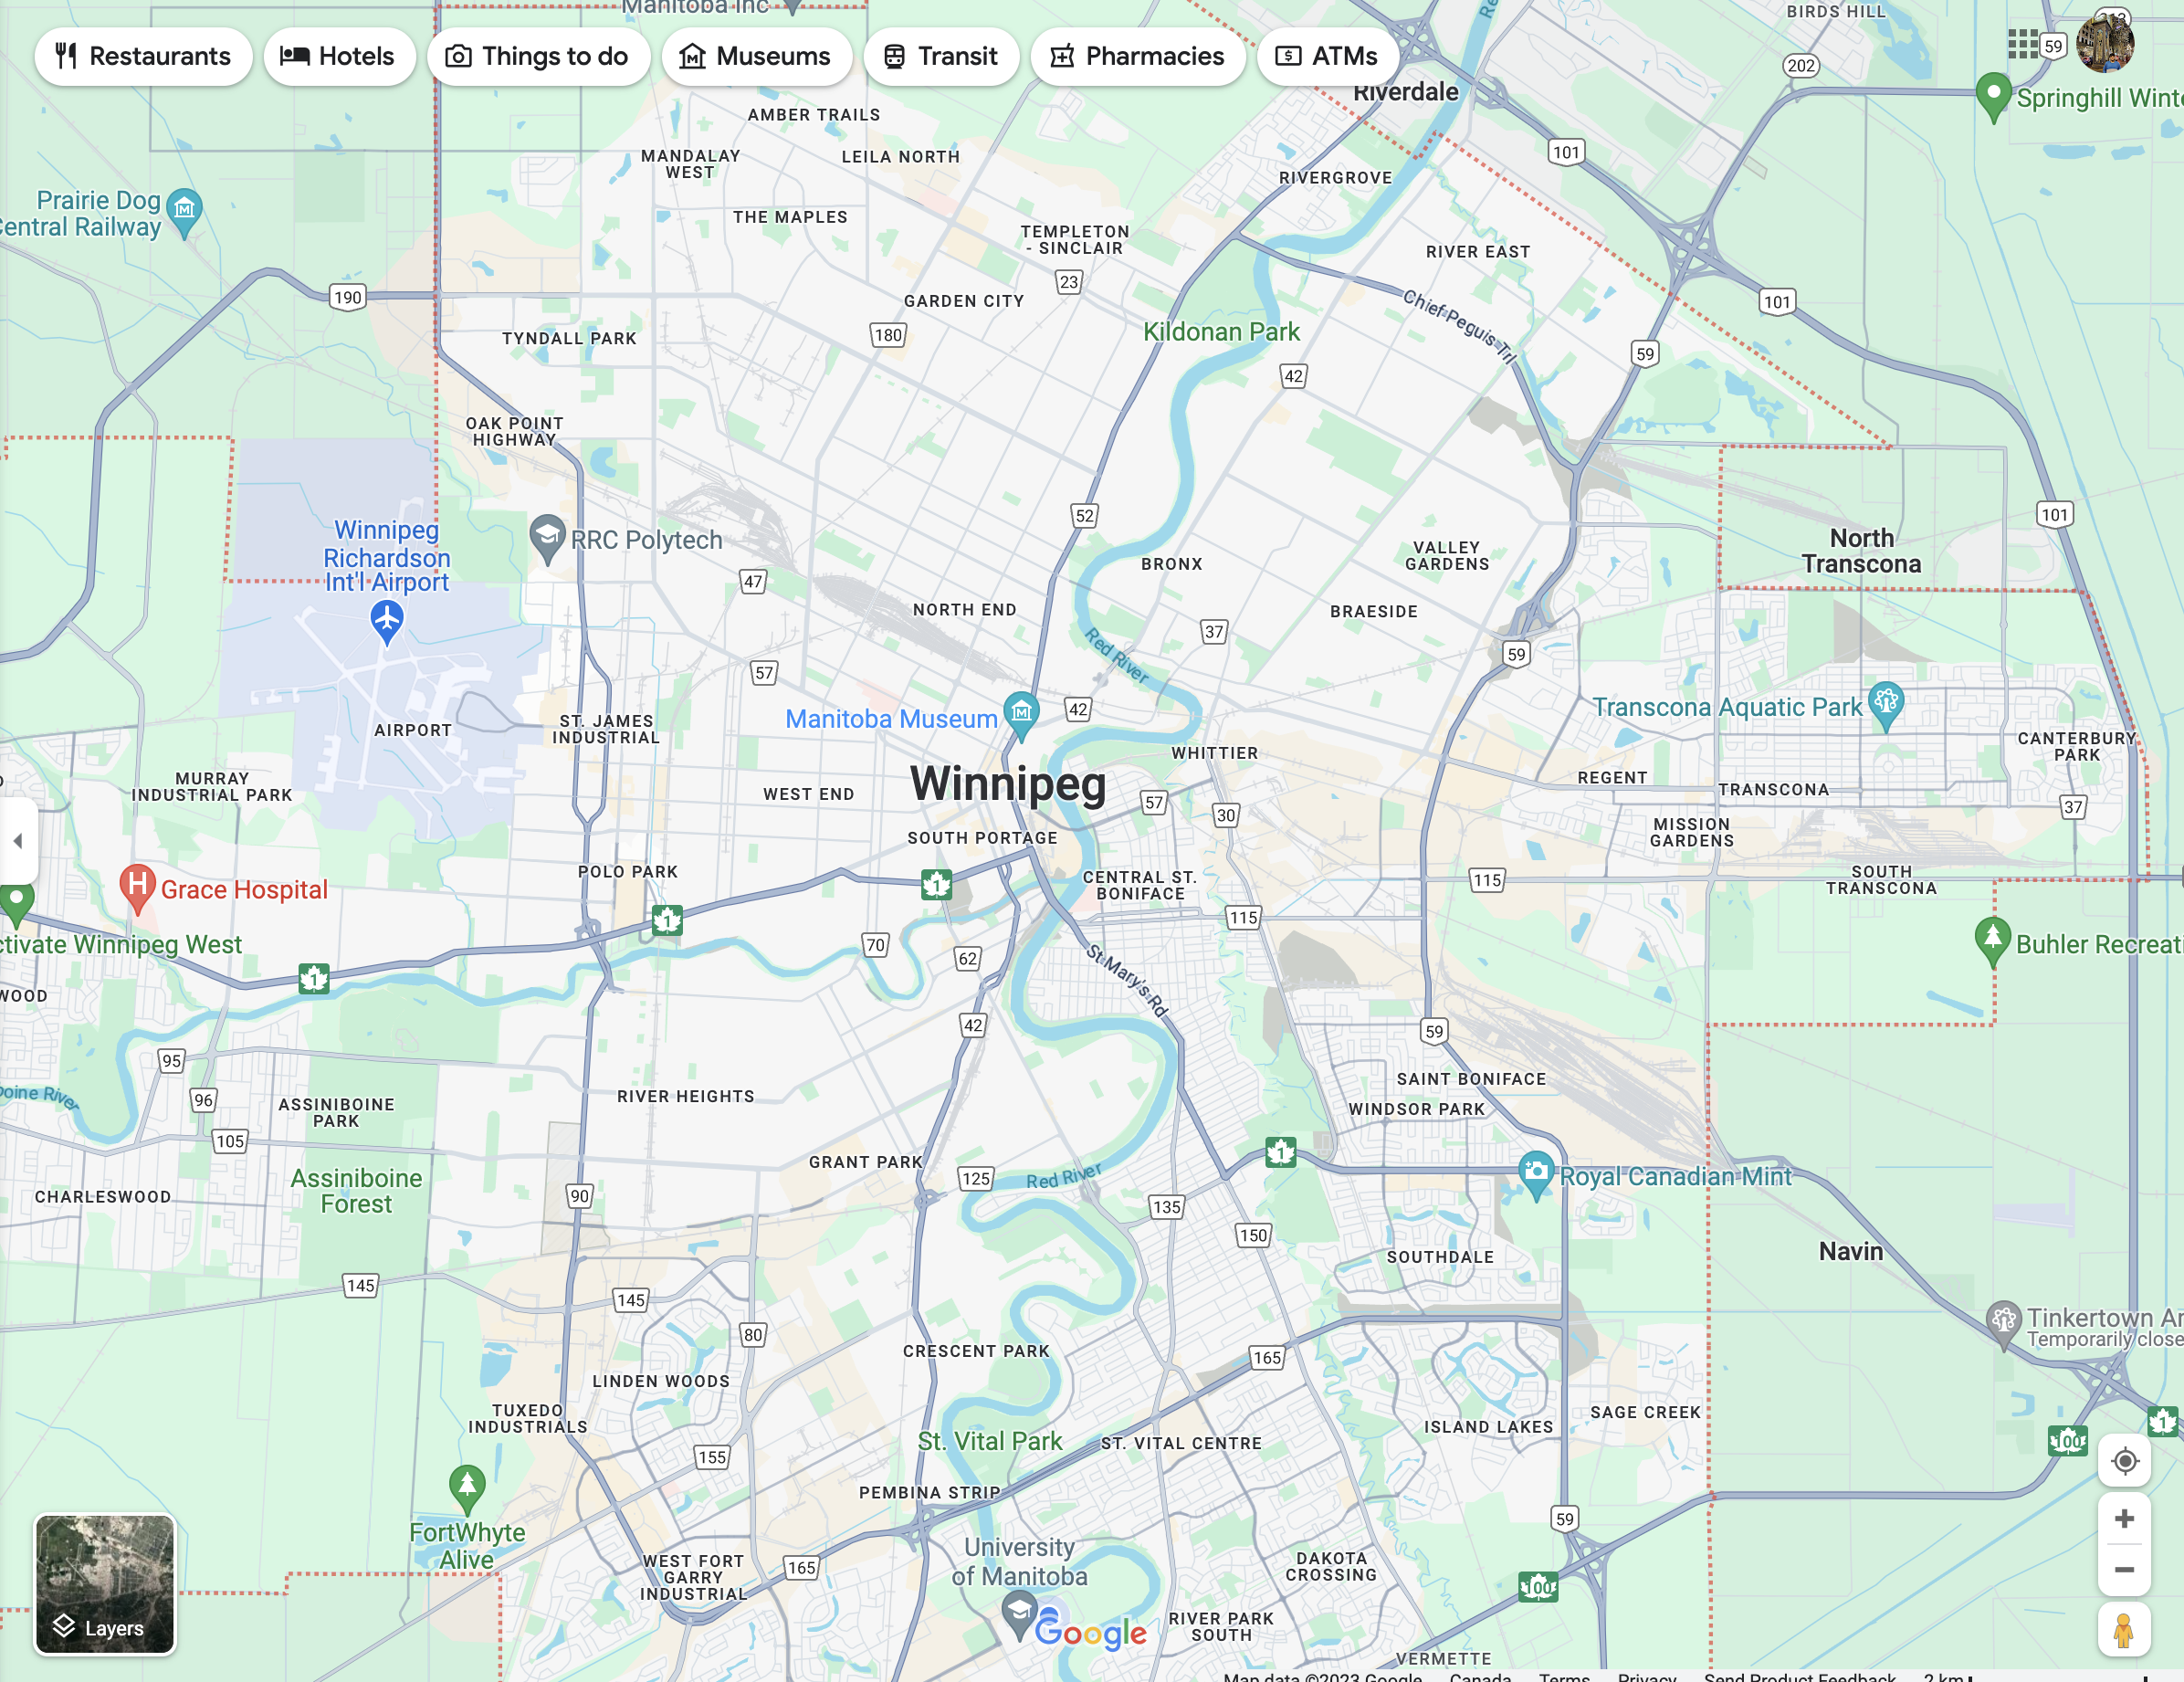 Manitoba Inc
BIRDS HILL
Restaurants
Hotels
Things to do
Museums
Transit
Pharmacies
ATMs
59
202
Riverdale
Springhill Winte
AMBER TRAILS
MANDALAY
WEST
LEILA NORTH
101
RIVERGROVE
Prairie Dog
Central Railway
THE MAPLES
TEMPLETON
- SINCLAIR
RIVER EAST
23
190
GARDEN CITY
101
Chief Peguis Trl
TYNDALL PARK
180
Kildonan Park
59
42
OAK POINT
HIGHWAY
Winnipeg
Richardson
Int'l Airport
RRC Polytech
52
101
North
Transcona
BRONX
VALLEY
GARDENS
47
NORTH END
BRAESIDE
37
Red River
59
57
AIRPORT
ST. JAMES
INDUSTRIAL
Manitoba Museum
42
Transcona Aquatic Park
CANTERBURY
PARK
WHITTIER
MURRAY
INDUSTRIAL PARK
WEST END
Winnipeg
57
30
REGENT
TRANSCONA
37
SOUTH PORTAGE
MISSION
GARDENS
POLO PARK
CENTRAL ST.
BONIFACE
1
115
SOUTH
TRANSCONA
H
Grace Hospital
1
115
ctivate Winnipeg West
70
62
St Mary's Rd
Buhler Recreati
1
WOOD
42
59
95
96
boine River
ASSINIBOINE
PARK
RIVER HEIGHTS
SAINT BONIFACE
WINDSOR PARK
105
GRANT PARK
1
Assiniboine
Forest
CHARLESWOOD
90
125
Red River
135
Royal Canadian Mint
150
SOUTHDALE
Navin
145
145
80
Tinkertown Am
Temporarily close
CRESCENT PARK
165
LINDEN WOODS
TUXEDO
INDUSTRIALS
ISLAND LAKES
SAGE CREEK
1
155
St. Vital Park
ST. VITAL CENTRE
100
PEMBINA STRIP
59
FortWhyte
Alive
University
of Manitoba
WEST FORT
GARRY
INDUSTRIAL
165
DAKOTA
CROSSING
100
Layers
Google
RIVER PARK
SOUTH
VERMETTE
Map data ©2023 Google
Canada
Terms
Privacy
Send Product Feedback
2 km